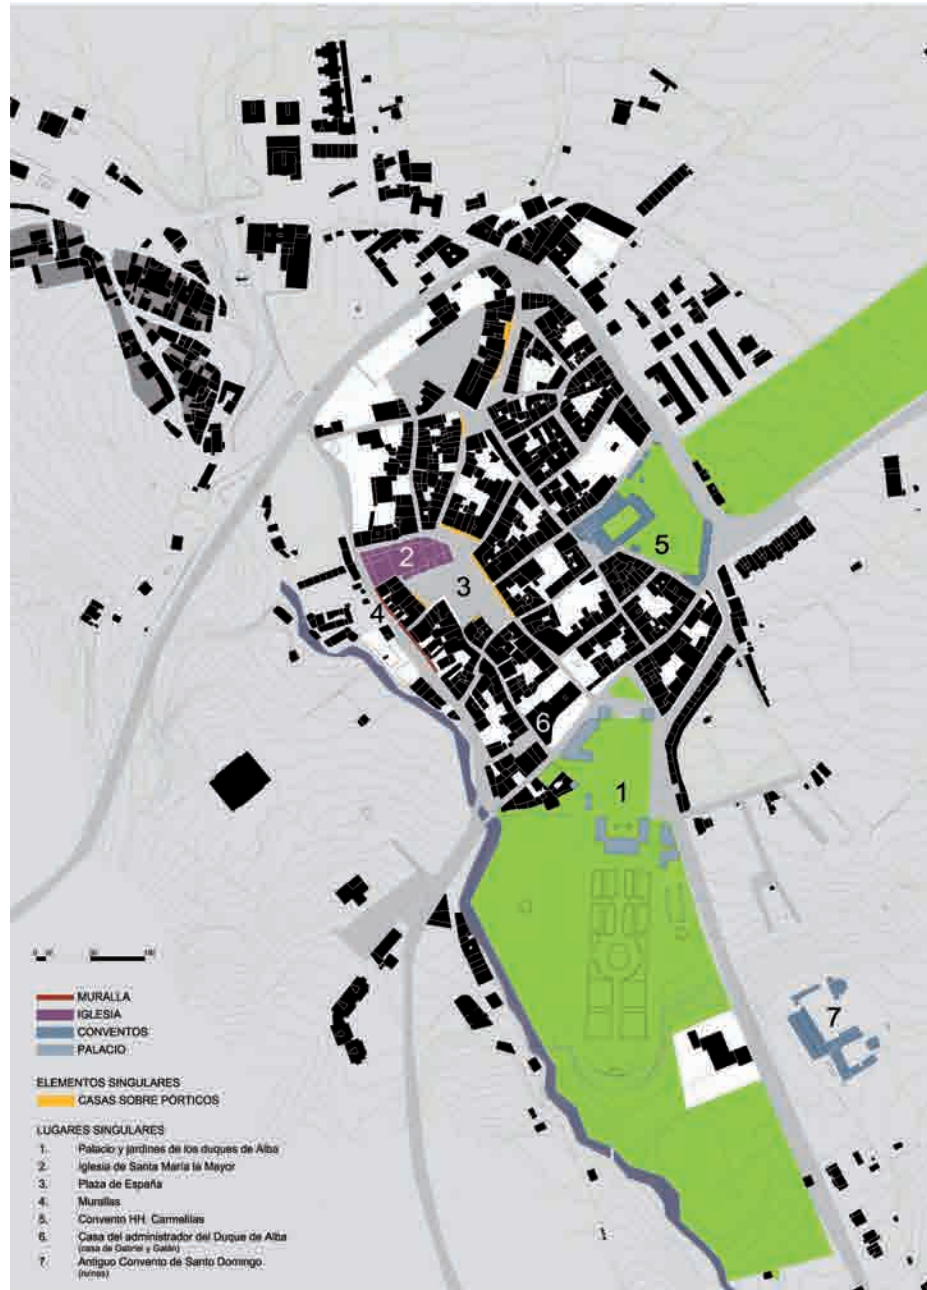 2
3
4
5
6
1
7
MURALLA
IGLESIA
CONVENTOS
PALACIO
ELEMENTOS SINGULARES
CASAS SOBRE PÓRTICOS
LUGARES SINGULARES
1. Palacio y jardines de los duques de Alba
2. Iglesia de Santa María la Mayor
3. Plaza de España
4. Murallas
5. Convento HH. Carmelitas
6. Casa del administrador del Duque de Alba
(casa de Gabriel y Galán)
7. Antiguo Convento de Santo Domingo
(ruinas)